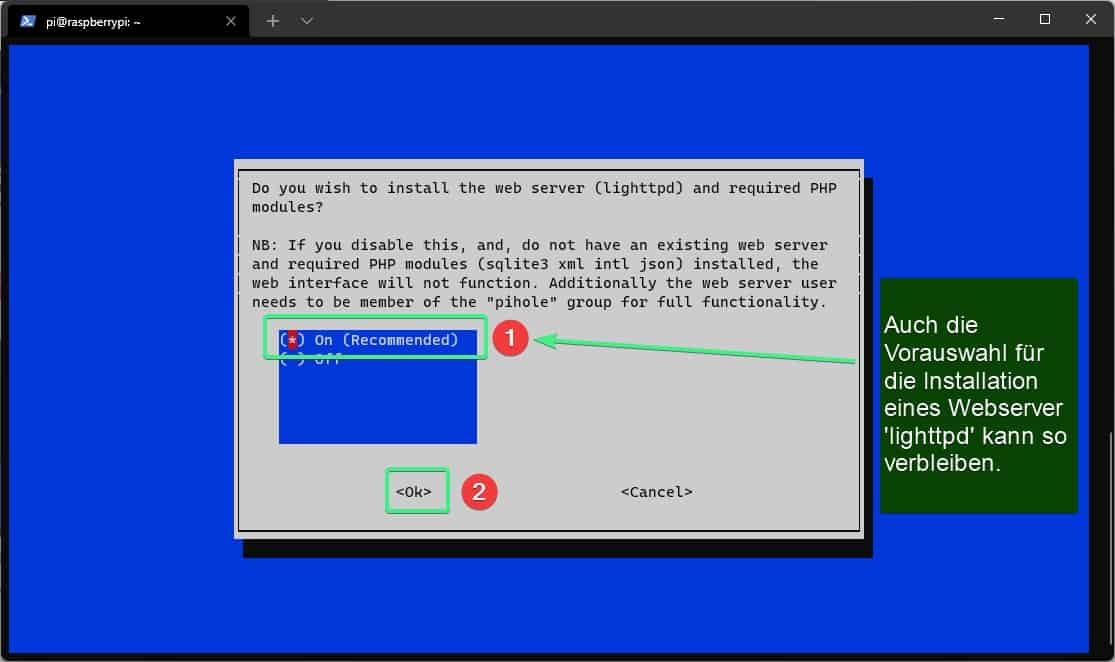 pi@raspberrypi: ~
Do you wish to install the web server (lighttpd) and required PHP
modules?
NB: If you disable this, and, do not have an existing web server
and required PHP modules (sqlite3 xml intl json) installed, the
web interface will not function. Additionally the web server user
needs to be member of the "pihole" group for full functionality.
(*) On (Recommended)
1
( ) Off
<Ok>
2
<Cancel>
Auch die
Vorauswahl für
die Installation
eines Webserver
'lighttpd' kann so
verbleiben.